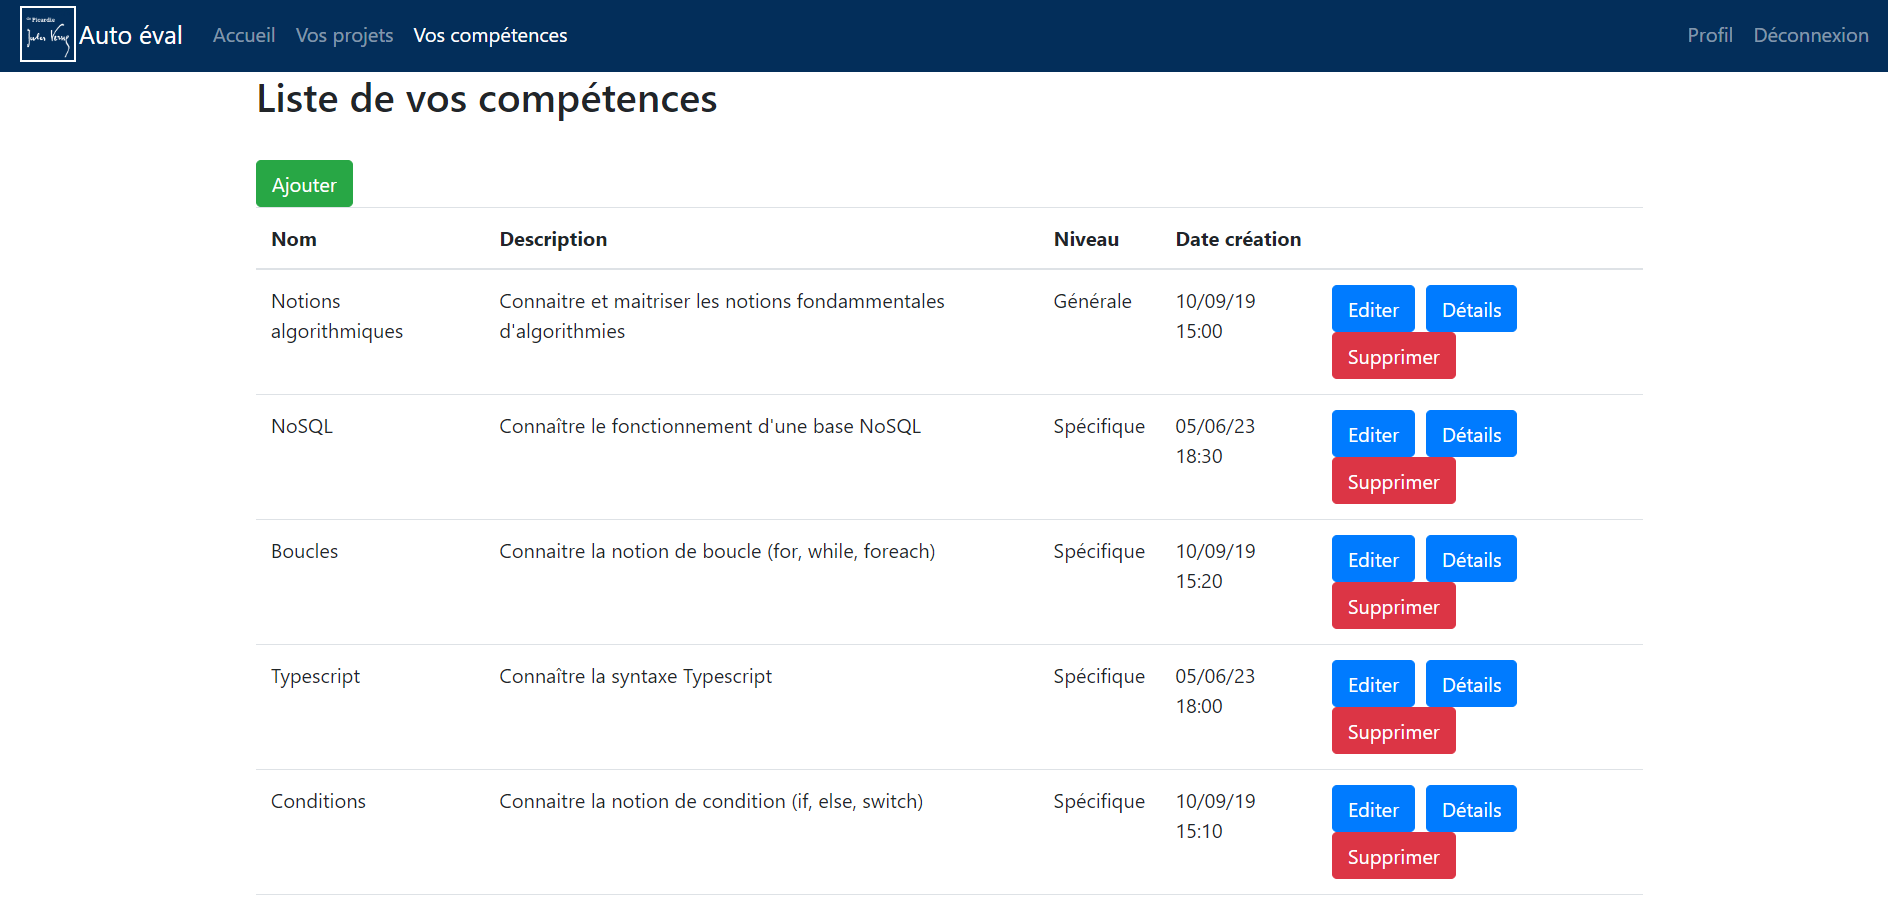 de Picardie
Jules Verne
Auto éval Accueil Vos projets Vos compétences Profil Déconnexion
Liste de vos compétences
Ajouter
Nom Description Niveau Date création
Notions Connaitre et maitriser les notions fondammentales Générale 10/09/19 Editer Détails
algorithmiques d'algorithmies 15:00
Supprimer
NoSQL Connaître le fonctionnement d'une base NoSQL Spécifique 05/06/23 Editer Détails
18:30
Supprimer
Boucles Connaitre la notion de boucle (for, while, foreach) Spécifique 10/09/19 Editer Détails
15:20
Supprimer
Typescript Connaître la syntaxe Typescript Spécifique 05/06/23 Editer Détails
18:00
Supprimer
Conditions Connaitre la notion de condition (if, else, switch) Spécifique 10/09/19 Editer Détails
15:10
Supprimer